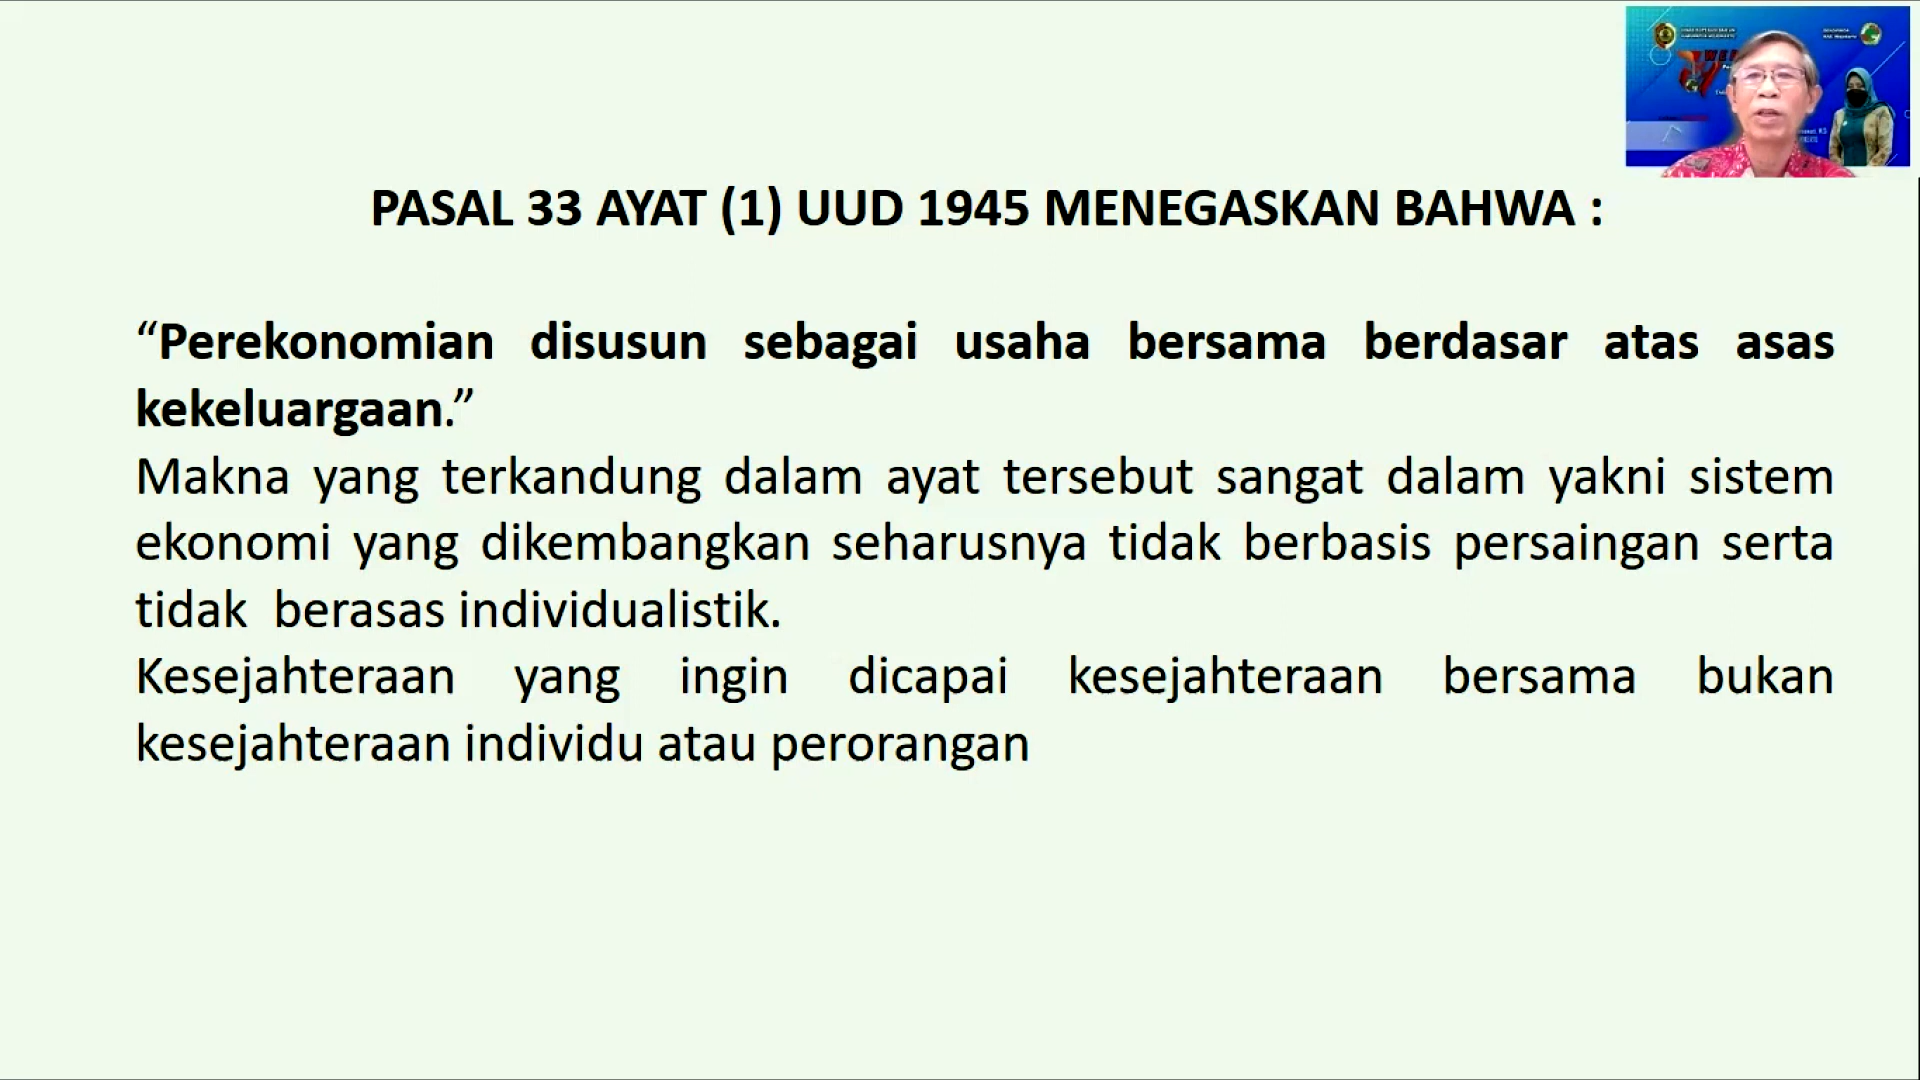 PASAL 33 AYAT (1) UUD 1945 MENEGASKAN BAHWA :
“Perekonomian disusun sebagai usaha bersama berdasar atas asas
kekeluargaan.”
Makna yang terkandung dalam ayat tersebut sangat dalam yakni sistem
ekonomi yang dikembangkan seharusnya tidak berbasis persaingan serta
tidak berasas individualistik.
Kesejahteraan yang ingin dicapai kesejahteraan bersama bukan
kesejahteraan individu atau perorangan